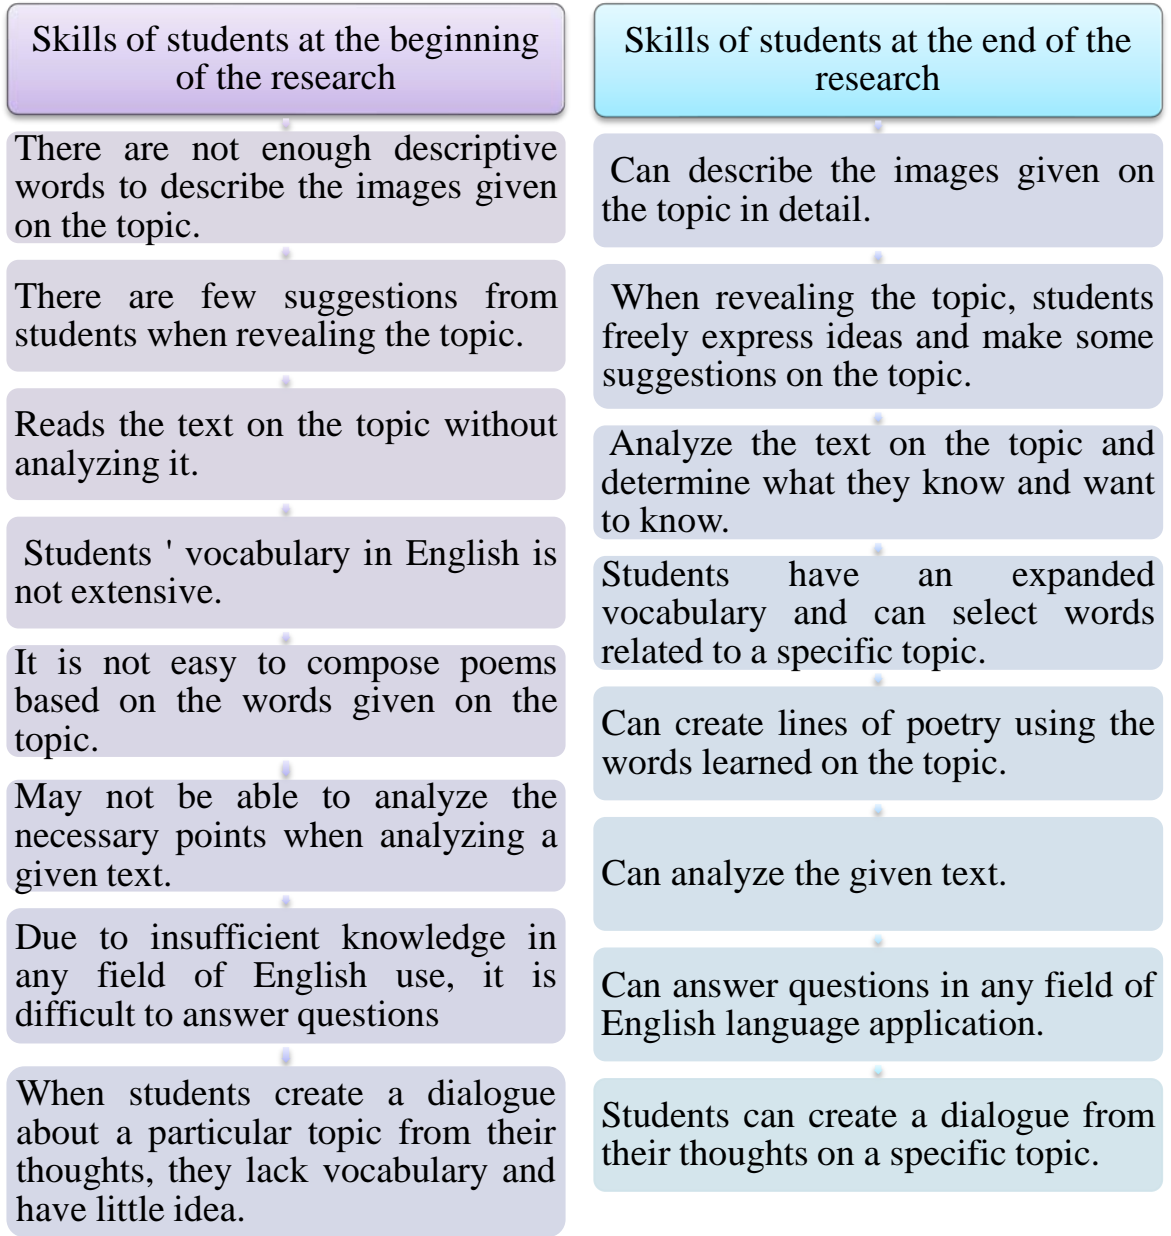 Skills of students at the beginning
of the research
There are not enough descriptive
words to describe the images given
on the topic.
There are few suggestions from
students when revealing the topic.
Reads the text on the topic without
analyzing it.
Students ' vocabulary in English is
not extensive.
It is not easy to compose poems
based on the words given on the
topic.
May not be able to analyze the
necessary points when analyzing a
given text.
Due to insufficient knowledge in
any field of English use, it is
difficult to answer questions
When students create a dialogue
about a particular topic from their
thoughts, they lack vocabulary and
have little idea.
Skills of students at the end of the
research
Can describe the images given on
the topic in detail.
When revealing the topic, students
freely express ideas and make some
suggestions on the topic.
Analyze the text on the topic and
determine what they know and want
to know.
Students have an expanded
vocabulary and can select words
related to a specific topic.
Can create lines of poetry using the
words learned on the topic.
Can analyze the given text.
Can answer questions in any field of
English language application.
Students can create a dialogue from
their thoughts on a specific topic.